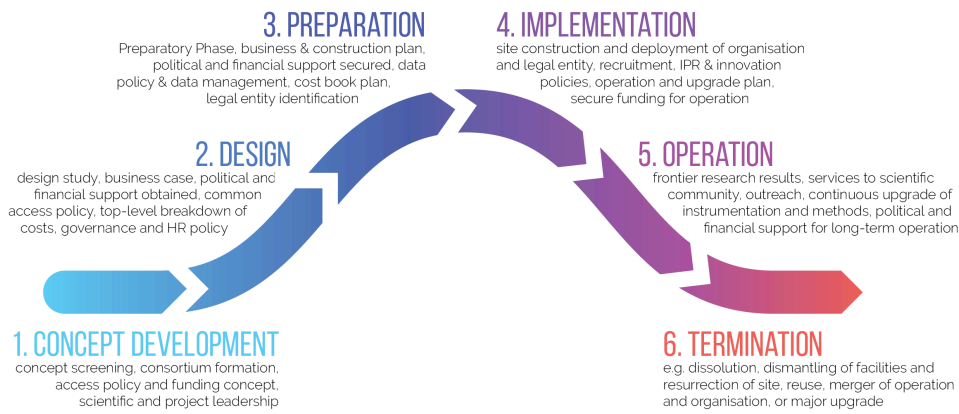 3. PREPARATION
Preparatory Phase, business & construction plan,
political and financial support secured, data
policy & data management, cost book plan,
legal entity identification
4. IMPLEMENTATION
site construction and deployment of organisation
and legal entity, recruitment, IPR & innovation
policies, operation and upgrade plan,
secure funding for operation
2. DESIGN
design study, business case, political and
financial support obtained, common
access policy, top-level breakdown of
costs, governance and HR policy
5. OPERATION
frontier research results, services to scientific
community, outreach, continuous upgrade of
instrumentation and methods, political and
financial support for long-term operation
1. CONCEPT DEVELOPMENT
concept screening, consortium formation,
access policy and funding concept,
scientific and project leadership
6. TERMINATION
e.g. dissolution, dismantling of facilities and
resurrection of site, reuse, merger of operation
and organisation, or major upgrade